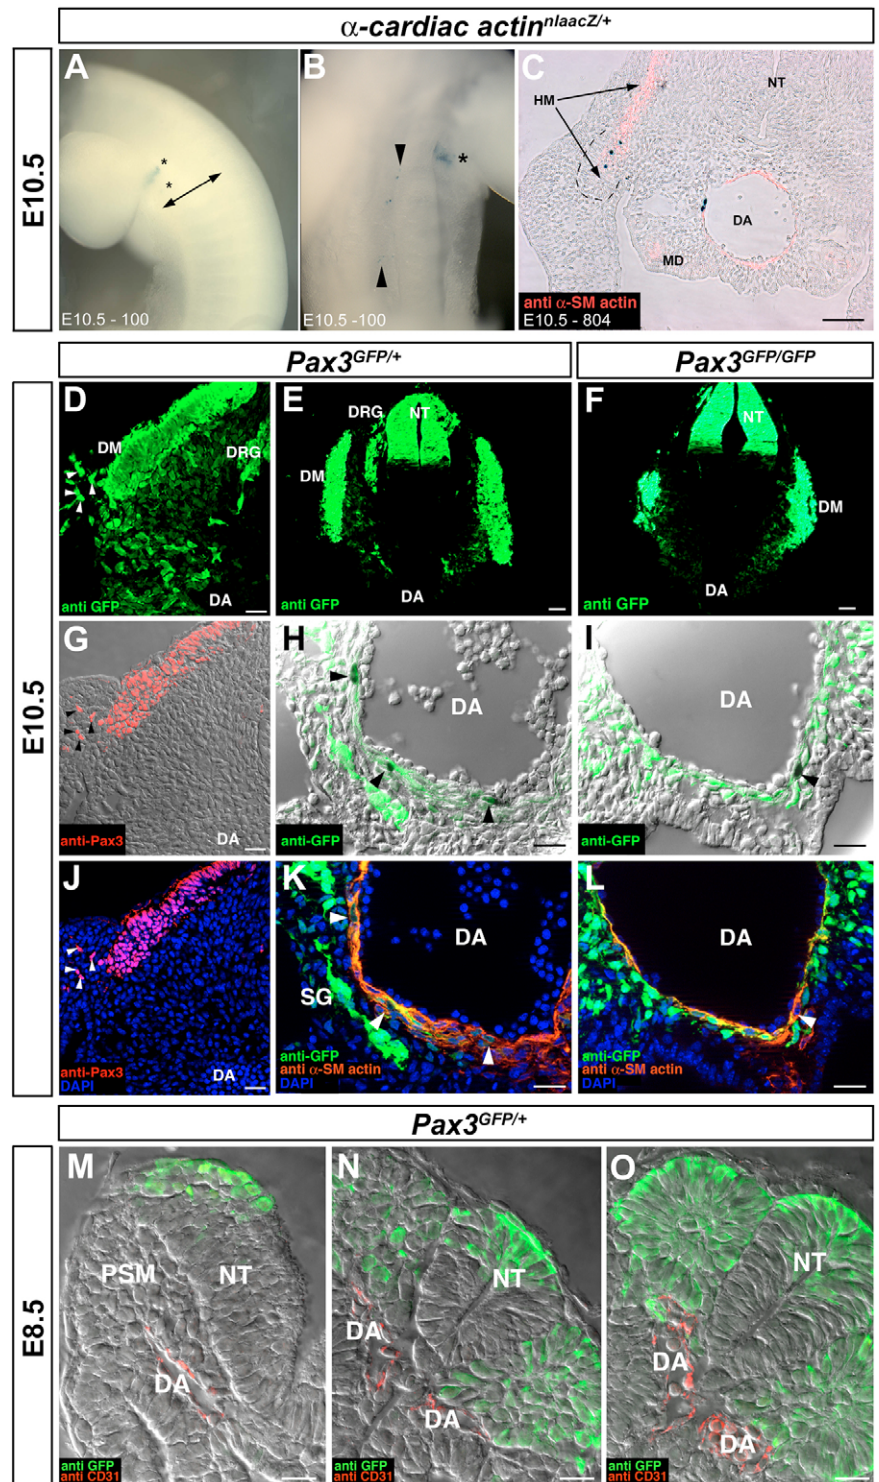 α-cardiac actin^nlaacZ/+
E10.5
A
*
*
E10.5 - 100
B
*
E10.5 -100
C
HM
NT
DA
MD
anti α-SM actin
E10.5 - 804
Pax3^GFP/+
Pax3^GFP/GFP
E10.5
D
DM
DRG
DA
anti GFP
E
DRG
NT
DM
DA
anti GFP
F
NT
DM
DA
anti GFP
G
DA
anti-Pax3
H
DA
anti-GFP
I
DA
anti-GFP
J
DA
anti-Pax3
DAPI
K
DA
SG
anti-GFP
anti α-SM actin
DAPI
L
DA
anti-GFP
anti α-SM actin
DAPI
Pax3^GFP/+
E8.5
M
PSM
NT
DA
anti GFP
anti CD31
N
NT
DA
DA
anti GFP
anti CD31
O
NT
DA
DA
anti GFP
anti CD31